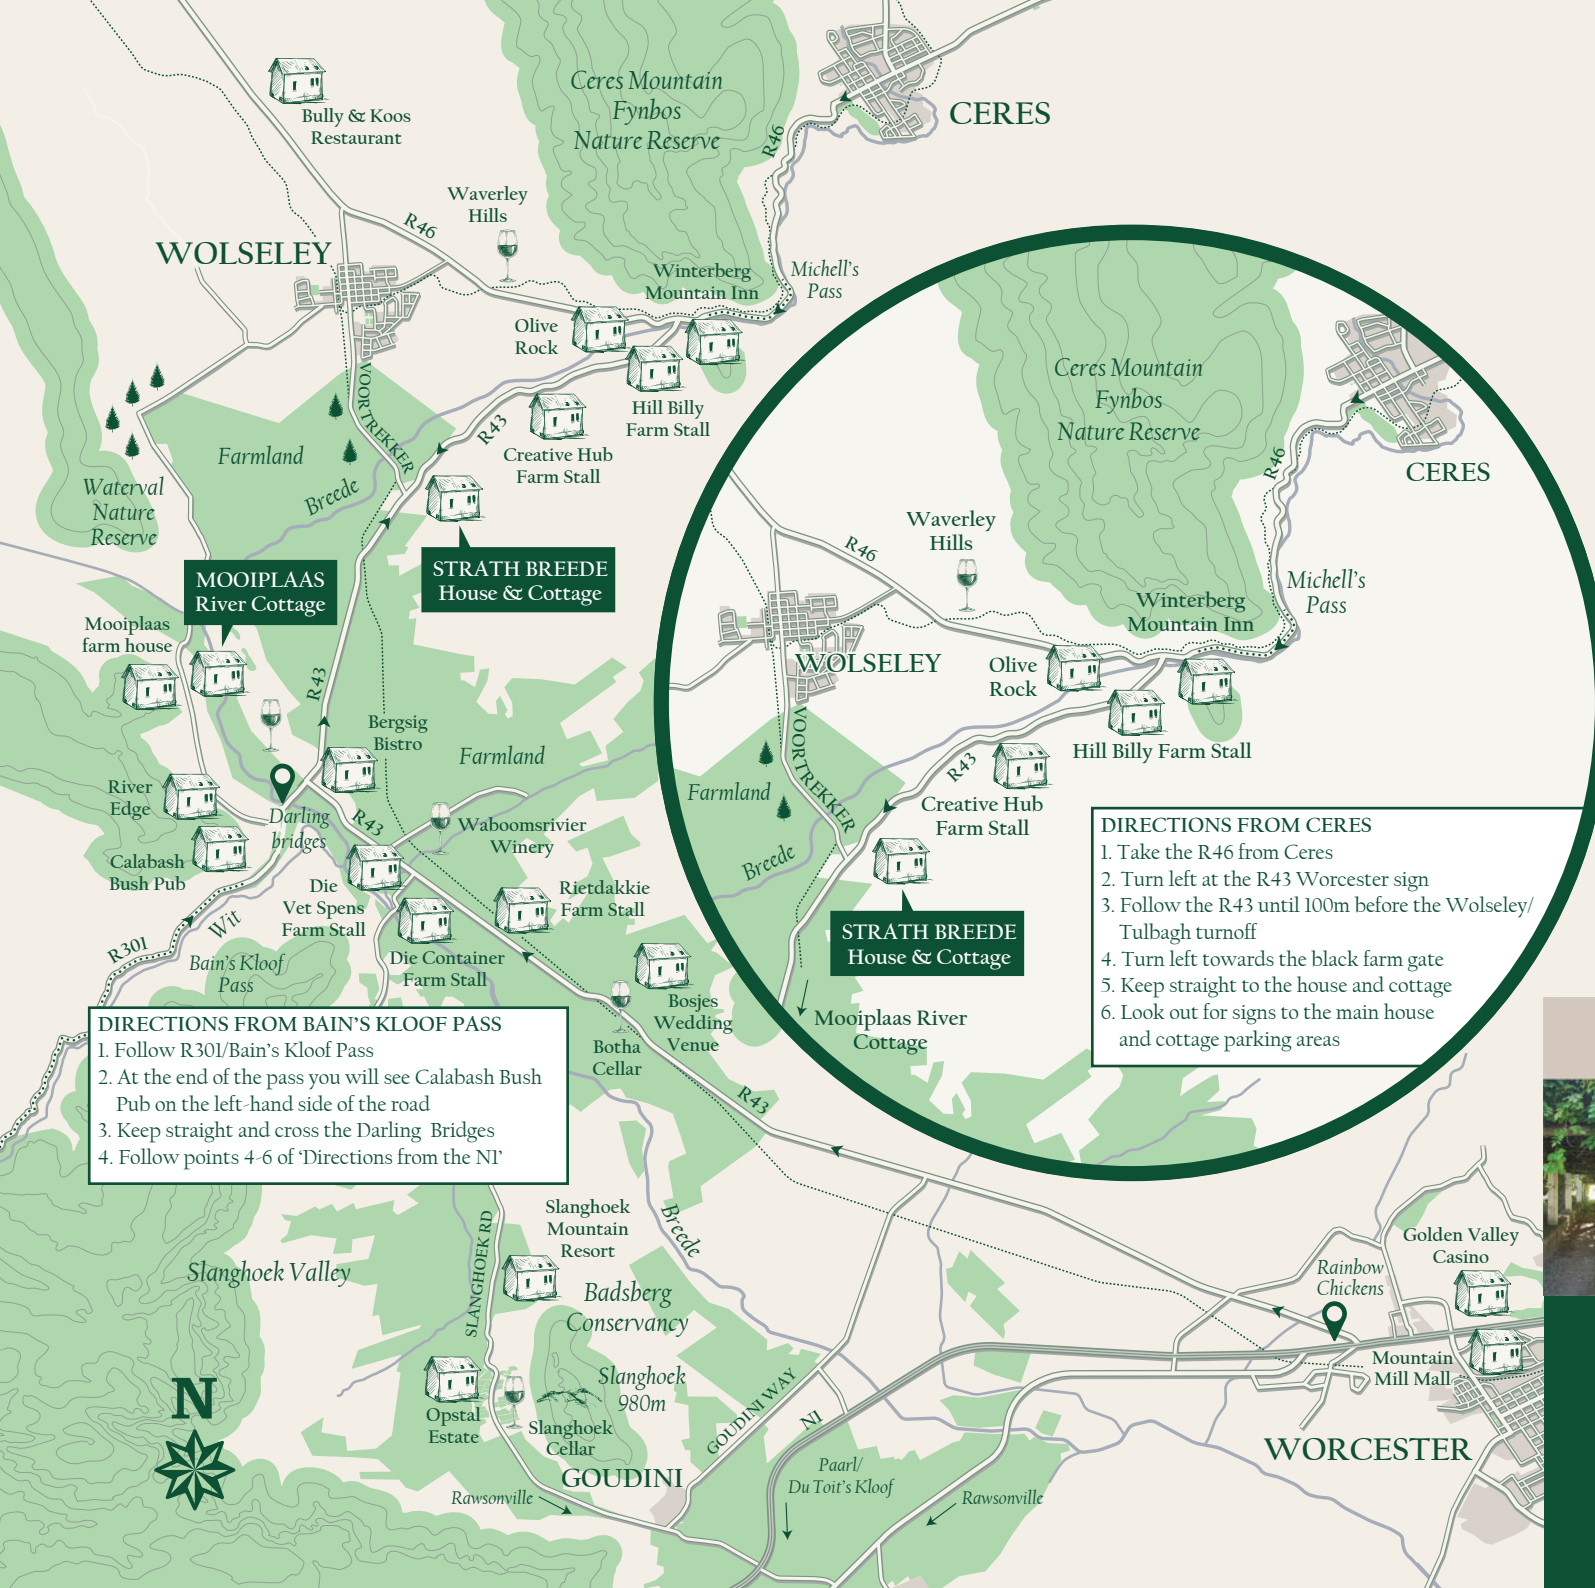 Bully & Koos
Restaurant
Ceres Mountain
Fynbos
Nature Reserve
CERES
R46
Waverley
Hills
R46
WOLSELEY
Winterberg
Mountain Inn
Michell's
Pass
Olive
Rock
Hill Billy
Farm Stall
VOORTREKKER
R43
Creative Hub
Farm Stall
Farmland
Breede
Waterval
Nature
Reserve
STRATH BREEDE
House & Cottage
MOOIPLAAS
River Cottage
Mooiplaas
farm house
R43
Bergsig
Bistro
Farmland
River
Edge
Darling
bridges
R43
Waboomsrivier
Winery
Calabash
Bush Pub
Die
Vet Spens
Farm Stall
Rietdakkie
Farm Stall
Wit
R301
Bain's Kloof
Pass
Die Container
Farm Stall
Bosjes
Wedding
Venue
Botha
Cellar
R43
DIRECTIONS FROM BAIN'S KLOOF PASS
1. Follow R301/Bain's Kloof Pass
2. At the end of the pass you will see Calabash Bush
Pub on the left-hand side of the road
3. Keep straight and cross the Darling Bridges
4. Follow points 4-6 of ‘Directions from the N1’
Ceres Mountain
Fynbos
Nature Reserve
CERES
R46
Waverley
Hills
R46
Michell's
Pass
Winterberg
Mountain Inn
WOLSELEY
Olive
Rock
Hill Billy Farm Stall
VOORTREKKER
R43
Farmland
Creative Hub
Farm Stall
Breede
STRATH BREEDE
House & Cottage
Mooiplaas River
Cottage
DIRECTIONS FROM CERES
1. Take the R46 from Ceres
2. Turn left at the R43 Worcester sign
3. Follow the R43 until 100m before the Wolseley/
Tulbagh turnoff
4. Turn left towards the black farm gate
5. Keep straight to the house and cottage
6. Look out for signs to the main house
and cottage parking areas
Slanghoek
Mountain
Resort
Breede
SLANGHOEK RD
Slanghoek Valley
Badsberg
Conservancy
Golden Valley
Casino
Rainbow
Chickens
Mountain
Mill Mall
Slanghoek
980m
N
Opstal
Estate
Slanghoek
Cellar
GOUDINI WAY
N1
WORCESTER
GOUDINI
Paarl/
Du Toit's Kloof
Rawsonville
Rawsonville